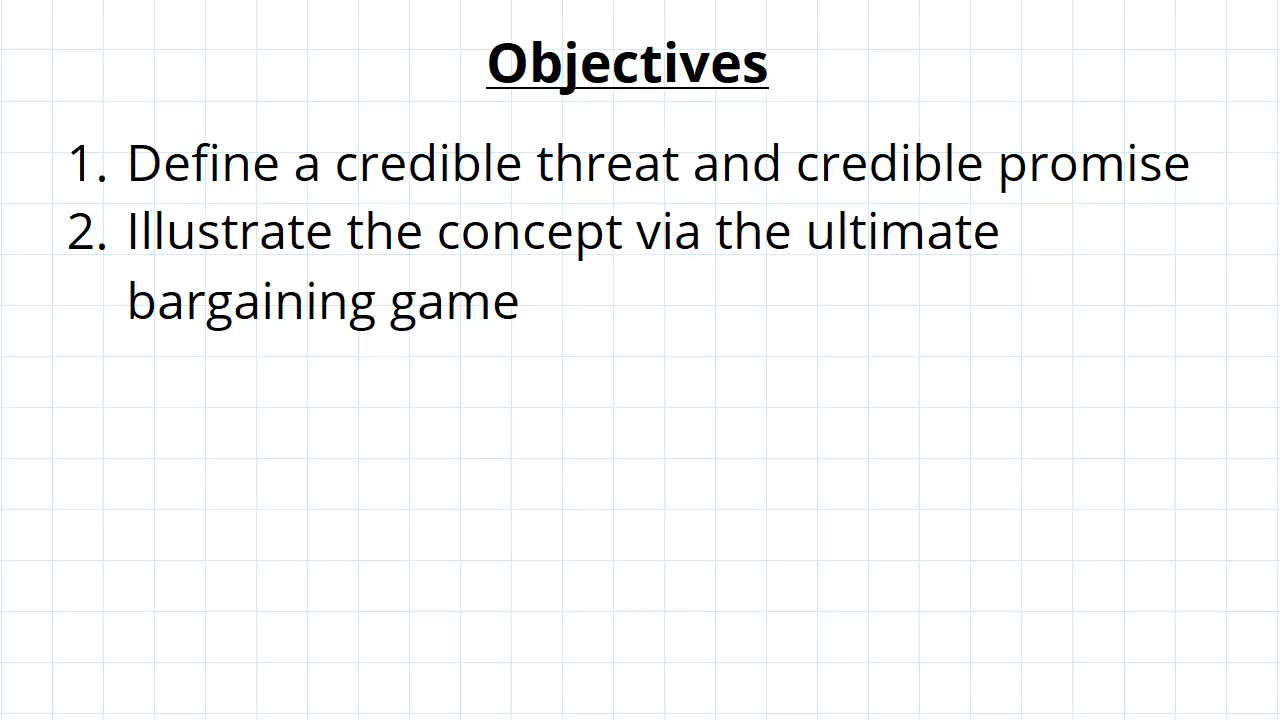 Objectives
1. Define a credible threat and credible promise
2. Illustrate the concept via the ultimate
bargaining game